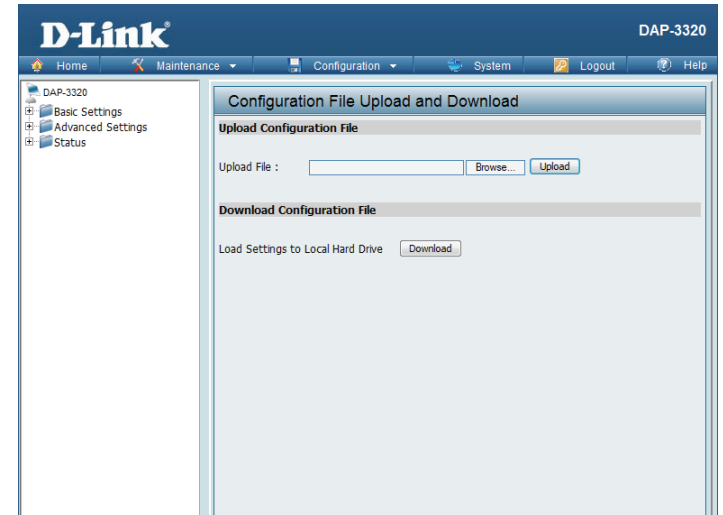 D-Link®
DAP-3320
Home Maintenance Configuration System Logout Help
DAP-3320
Basic Settings
Advanced Settings
Status
Configuration File Upload and Download
Upload Configuration File
Upload File : Browse... Upload
Download Configuration File
Load Settings to Local Hard Drive Download